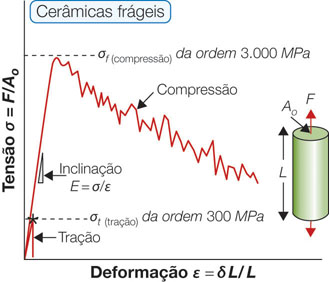 Cerâmicas frágeis
Tensão σ = F/Ao
σf (compressão) da ordem 3.000 MPa
Compressão
Inclinação
E = σ/ε
σt (tração) da ordem 300 MPa
Tração
Deformação ε = δL/L
F
Ao
L